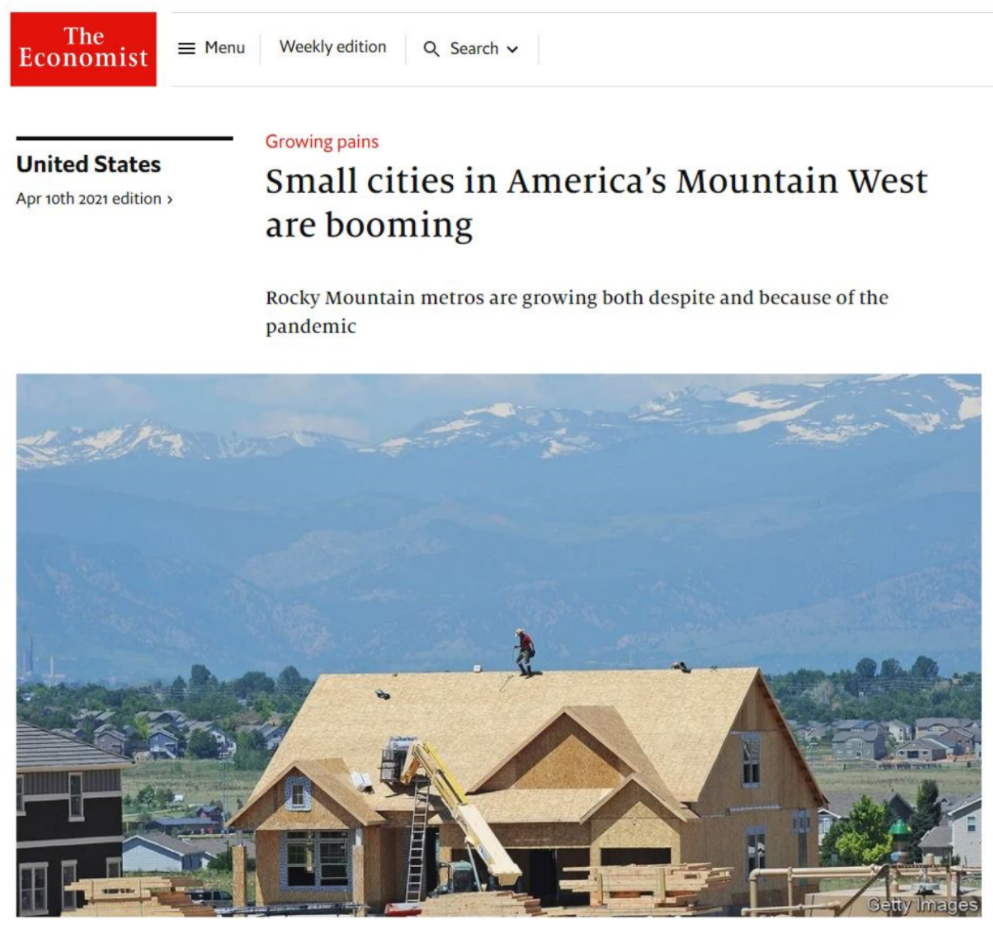 The
Economist
Menu
Weekly edition
Search
United States
Apr 10th 2021 edition >
Growing pains
Small cities in America's Mountain West
are booming
Rocky Mountain metros are growing both despite and because of the
pandemic
Getty Images